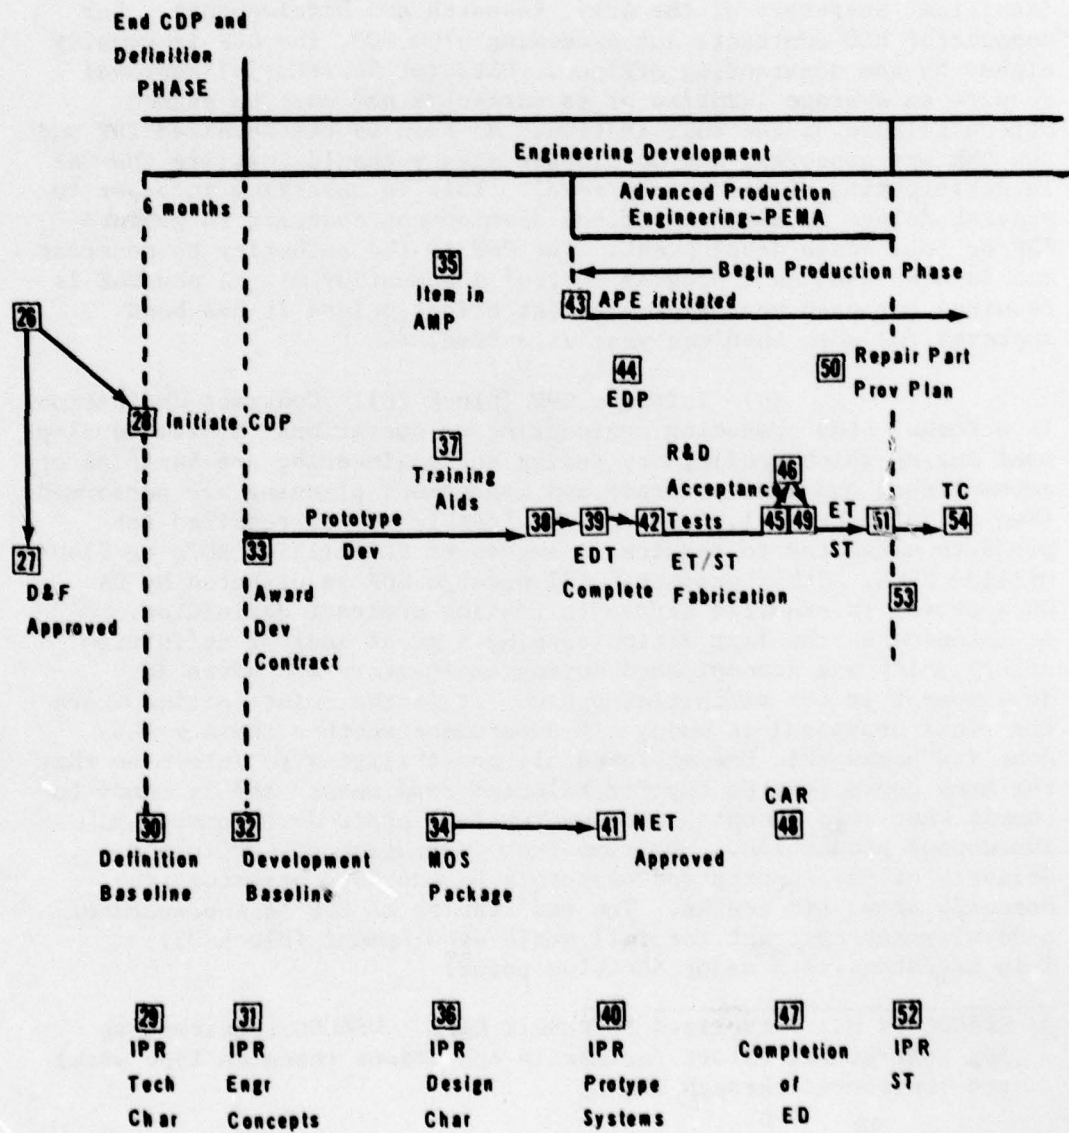 End CDP and
Definition
PHASE
Engineering Development
6 months
Advanced Production
Engineering-PEMA
35
Item in
AMP
Begin Production Phase
43 APE Initiated
26
44
EDP
50 Repair Part
Prov Plan
28 Initiate CDP
37
Training
Aids
R&D
Acceptance
46
Prototype
Dev
38 39 42 Tests 45 49 ET 51 TC 54
33
EDT
ET/ST
ST
27
D&F
Approved
Award
Dev
Contract
Complete Fabrication
53
30
Definition
Baseline
32
Development
Baseline
34
MOS
Package
41 NET
Approved
CAR
48
29
IPR
Tech
Char
31
IPR
Engr
Concepts
36
IPR
Design
Char
40
IPR
Protype
Systems
47
Completion
of
ED
52
IPR
ST